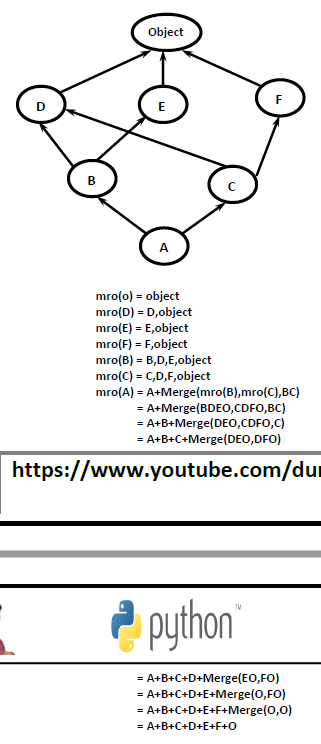 Object
D
E
F
B
C
A
mro(o) = object
mro(D) = D,object
mro(E) = E,object
mro(F) = F,object
mro(B) = B,D,E,object
mro(C) = C,D,F,object
mro(A) = A+Merge(mro(B),mro(C),BC)
= A+Merge(BDEO,CDFO,BC)
= A+B+Merge(DEO,CDFO,C)
= A+B+C+Merge(DEO,DFO)
https://www.youtube.com/dur
python™
= A+B+C+D+Merge(EO,FO)
= A+B+C+D+E+Merge(O,FO)
= A+B+C+D+E+F+Merge(O,O)
= A+B+C+D+E+F+O